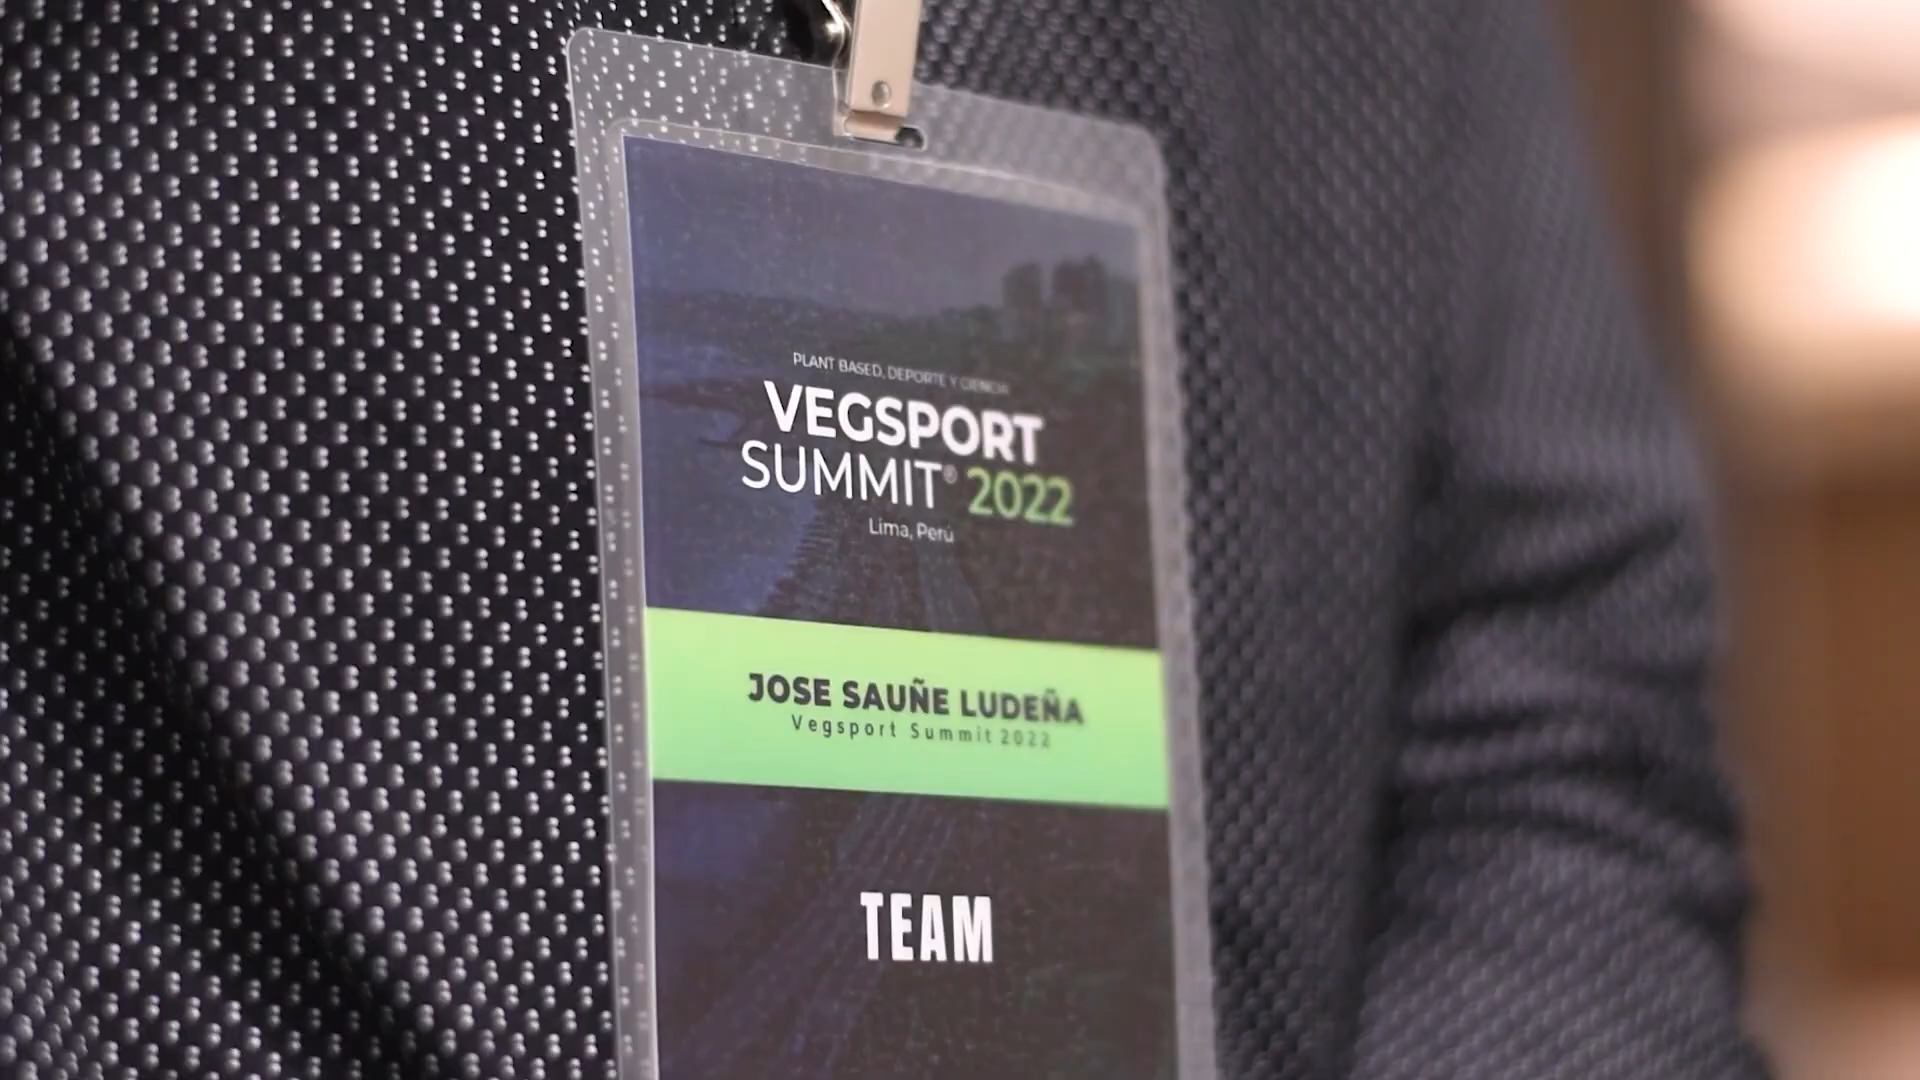 PLANT BASED, DEPORTE Y CIENCIA
VEGSPORT
SUMMIT® 2022
Lima, Perú
JOSE SAUÑE LUDEÑA
Vegsport Summit 2022
TEAM